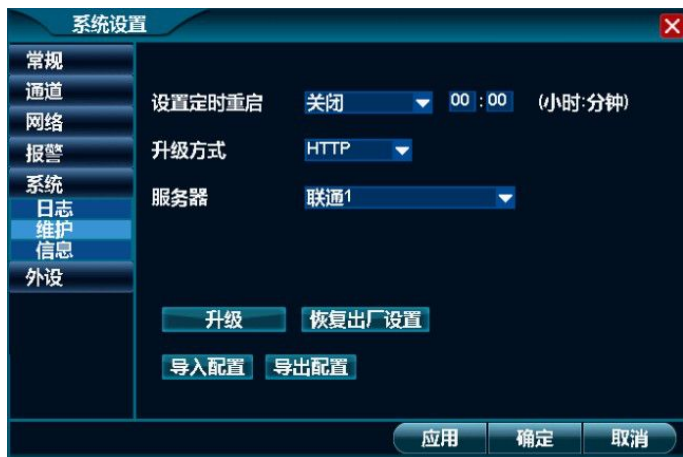 系统设置
常规
通道
网络
报警
系统
日志
维护
信息
外设
设置定时重启 关闭 00 : 00 (小时:分钟)
升级方式 HTTP
服务器 联通1
升级 恢复出厂设置
导入配置 导出配置
应用 确定 取消